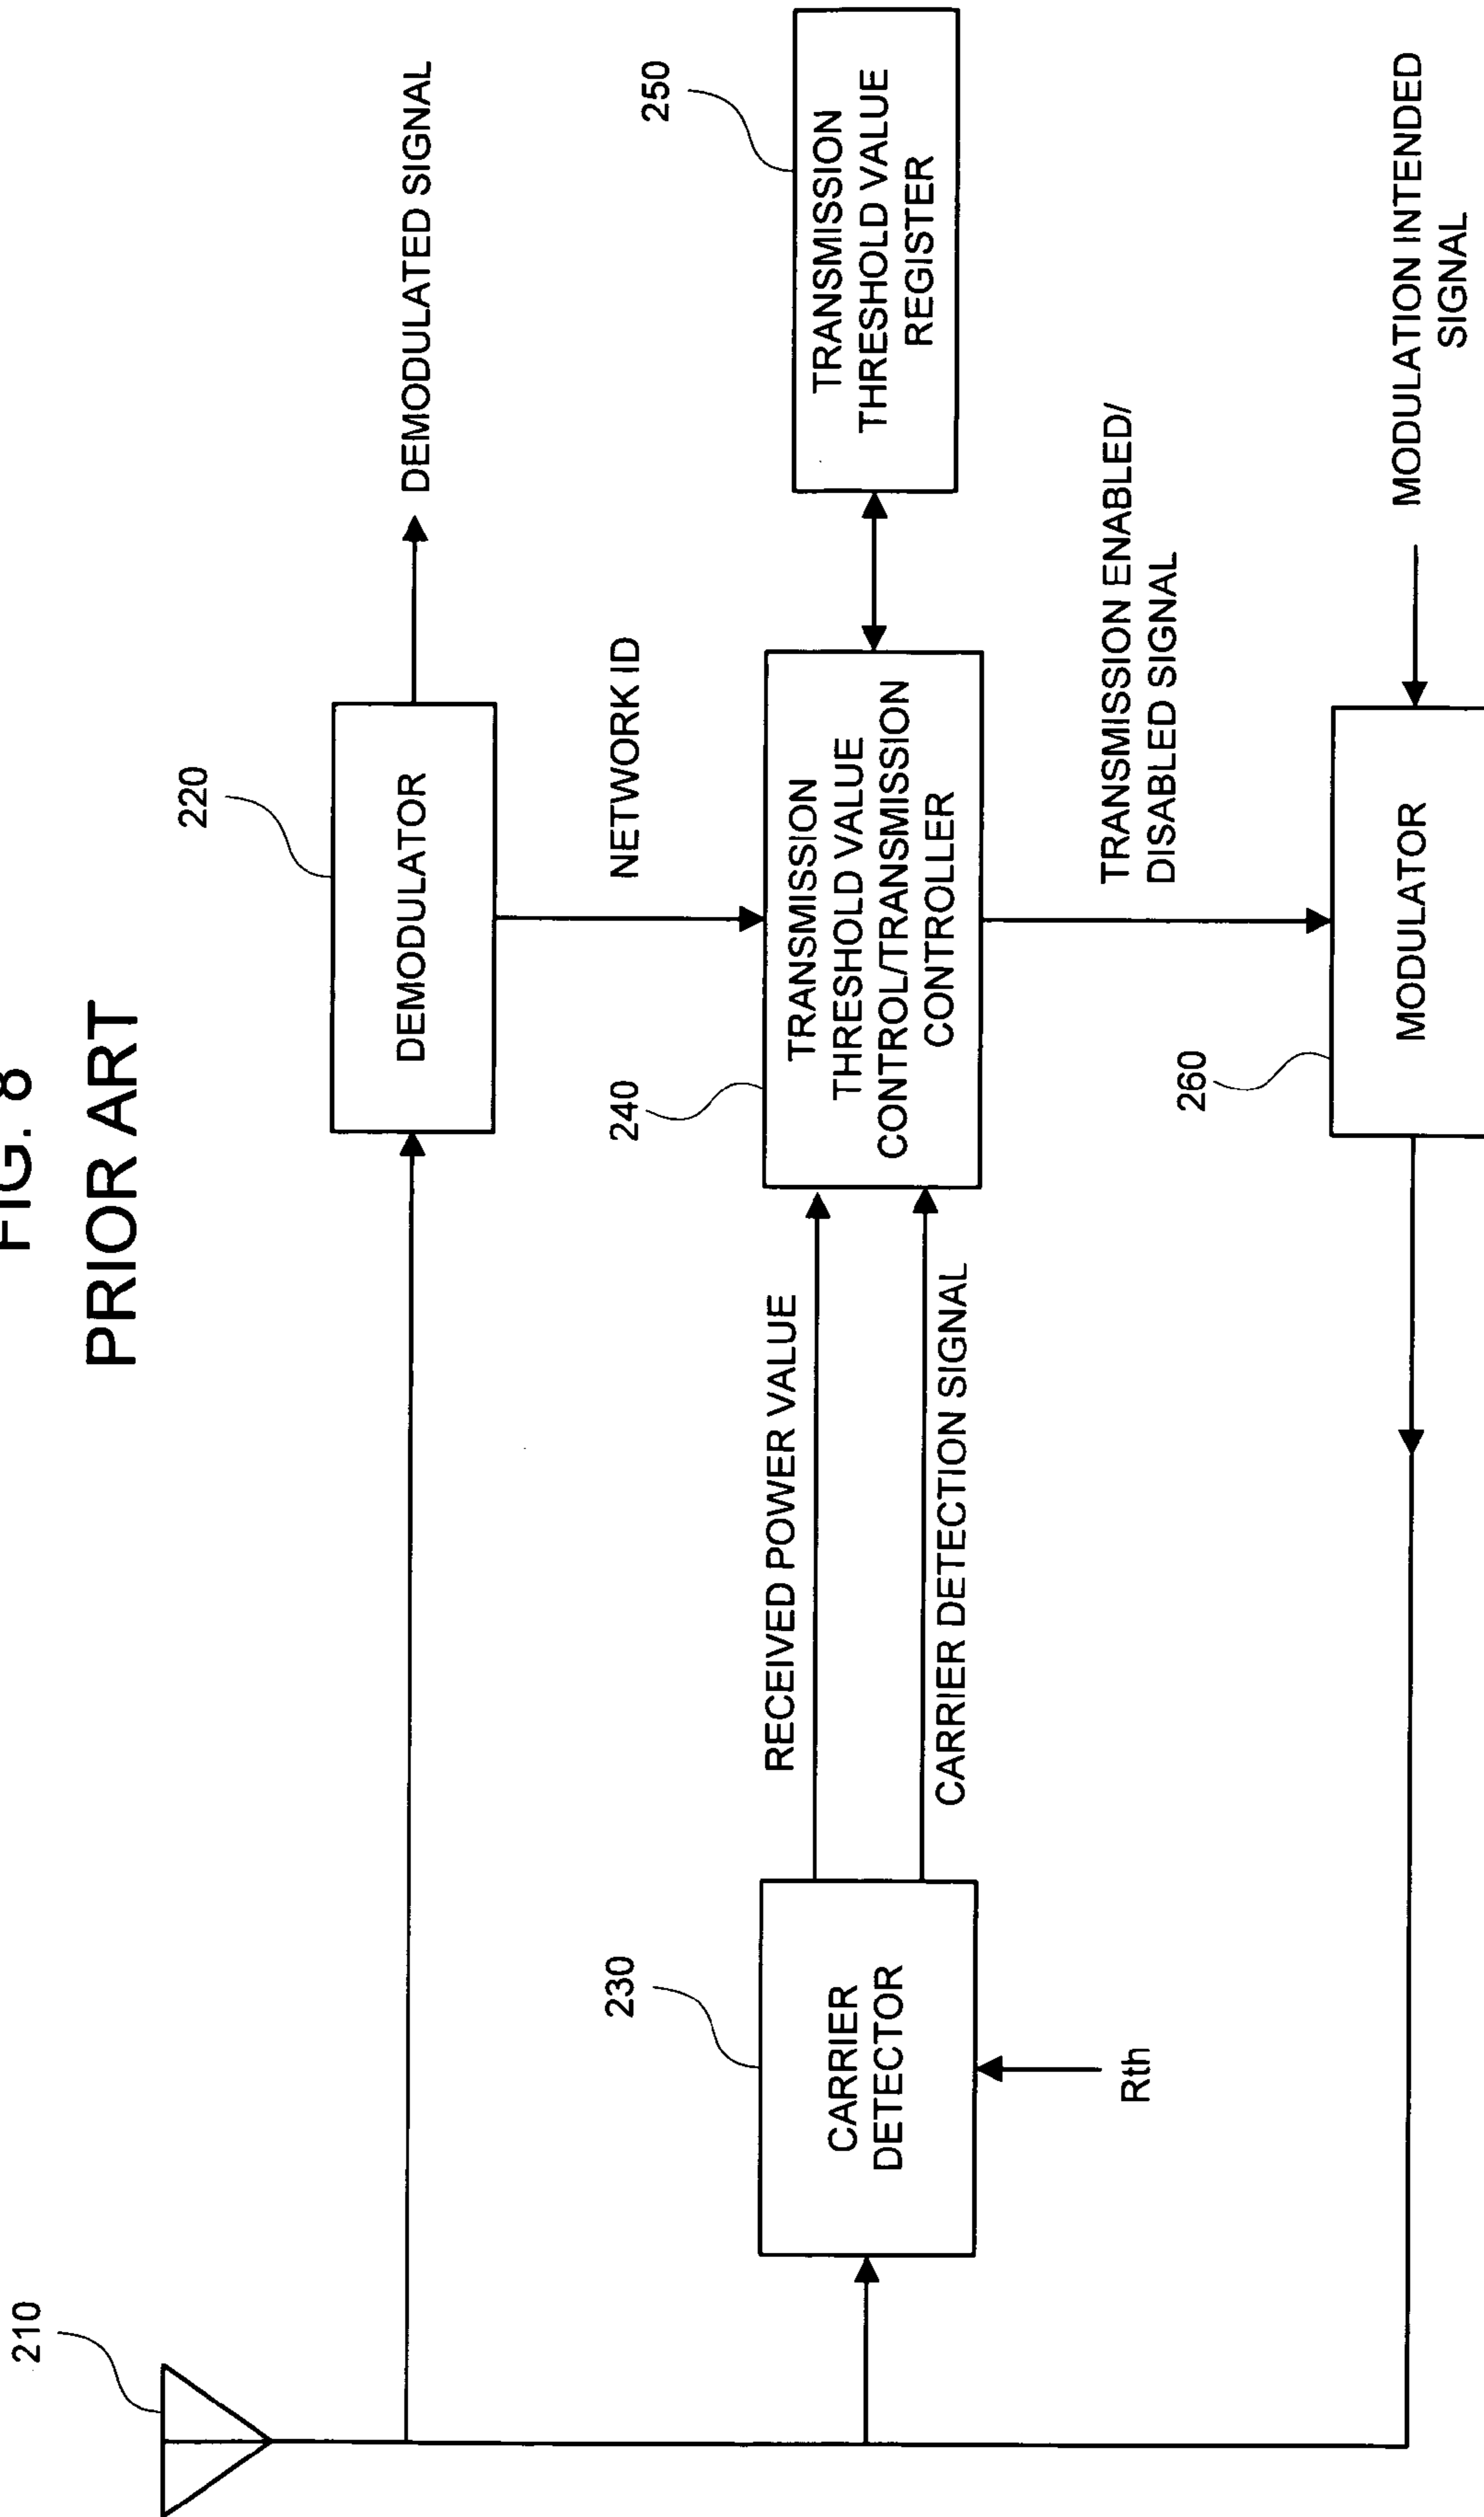 FIG. 8
PRIOR ART
210
220
DEMODULATOR
DEMODULATED SIGNAL
NETWORK ID
230
CARRIER
DETECTOR
Rth
RECEIVED POWER VALUE
CARRIER DETECTION SIGNAL
240
TRANSMISSION
THRESHOLD VALUE
CONTROL/TRANSMISSION
CONTROLLER
250
TRANSMISSION
THRESHOLD VALUE
REGISTER
TRANSMISSION ENABLED/
DISABLED SIGNAL
260
MODULATOR
MODULATION INTENDED
SIGNAL